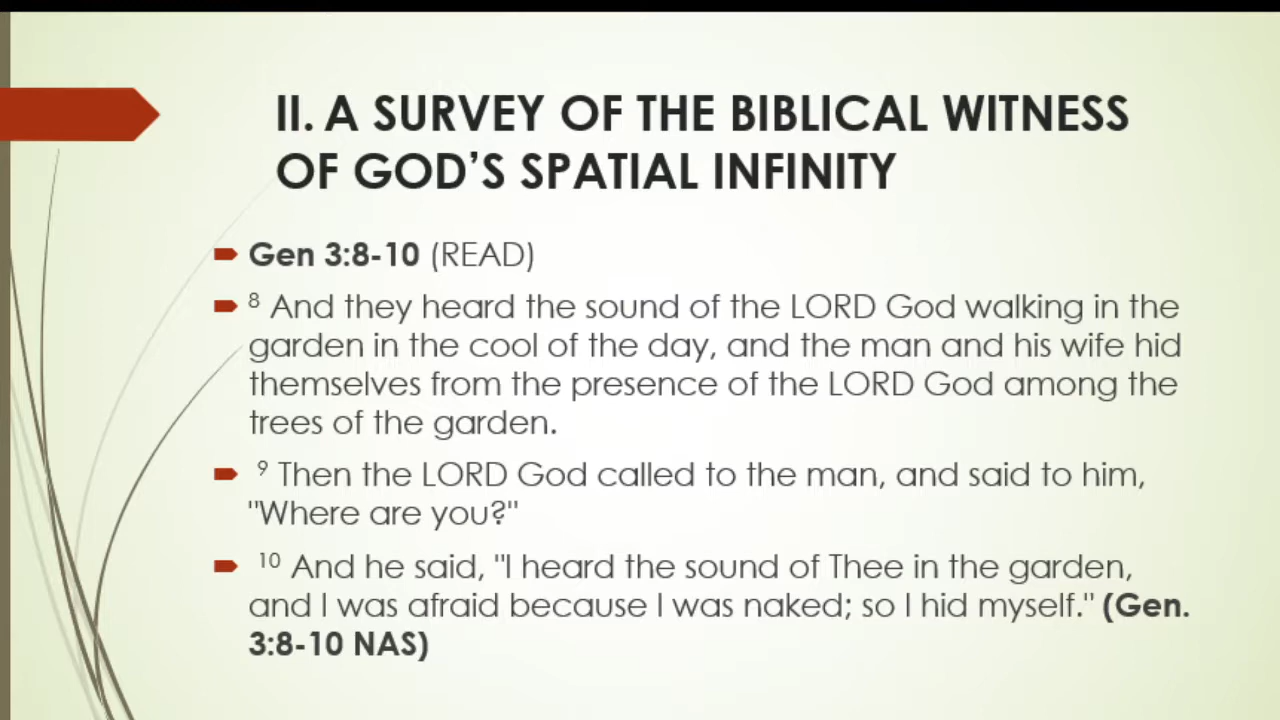 II. A SURVEY OF THE BIBLICAL WITNESS
OF GOD'S SPATIAL INFINITY
Gen 3:8-10 (READ)
8 And they heard the sound of the LORD God walking in the
garden in the cool of the day, and the man and his wife hid
themselves from the presence of the LORD God among the
trees of the garden.
9 Then the LORD God called to the man, and said to him,
"Where are you?"
10 And he said, "I heard the sound of Thee in the garden,
and I was afraid because I was naked; so I hid myself." (Gen.
3:8-10 NAS)